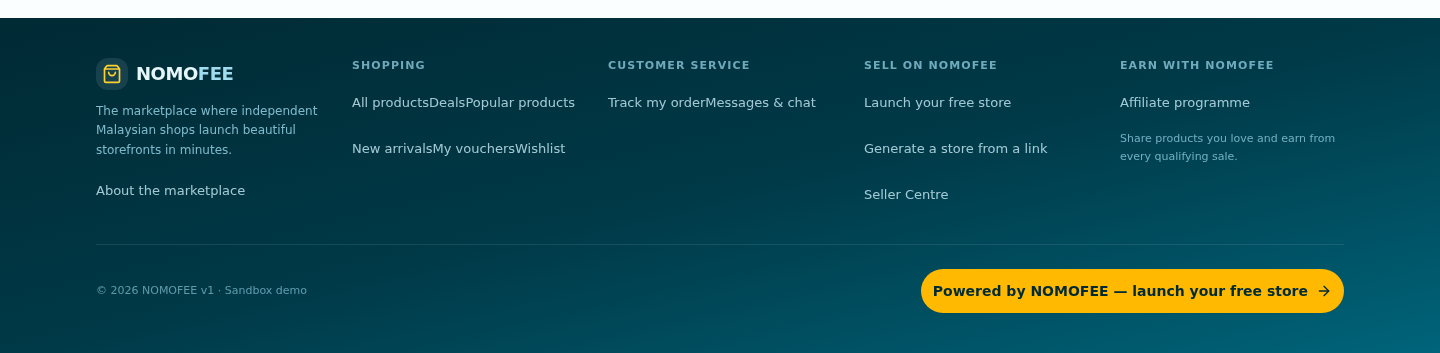 NOMOFEE
The marketplace where independent
Malaysian shops launch beautiful
storefronts in minutes.
About the marketplace
SHOPPING
All productsDealsPopular products
New arrivalsMy vouchersWishlist
CUSTOMER SERVICE
Track my orderMessages & chat
SELL ON NOMOFEE
Launch your free store
Generate a store from a link
Seller Centre
EARN WITH NOMOFEE
Affiliate programme
Share products you love and earn from
every qualifying sale.
© 2026 NOMOFEE v1 · Sandbox demo
Powered by NOMOFEE — launch your free store →